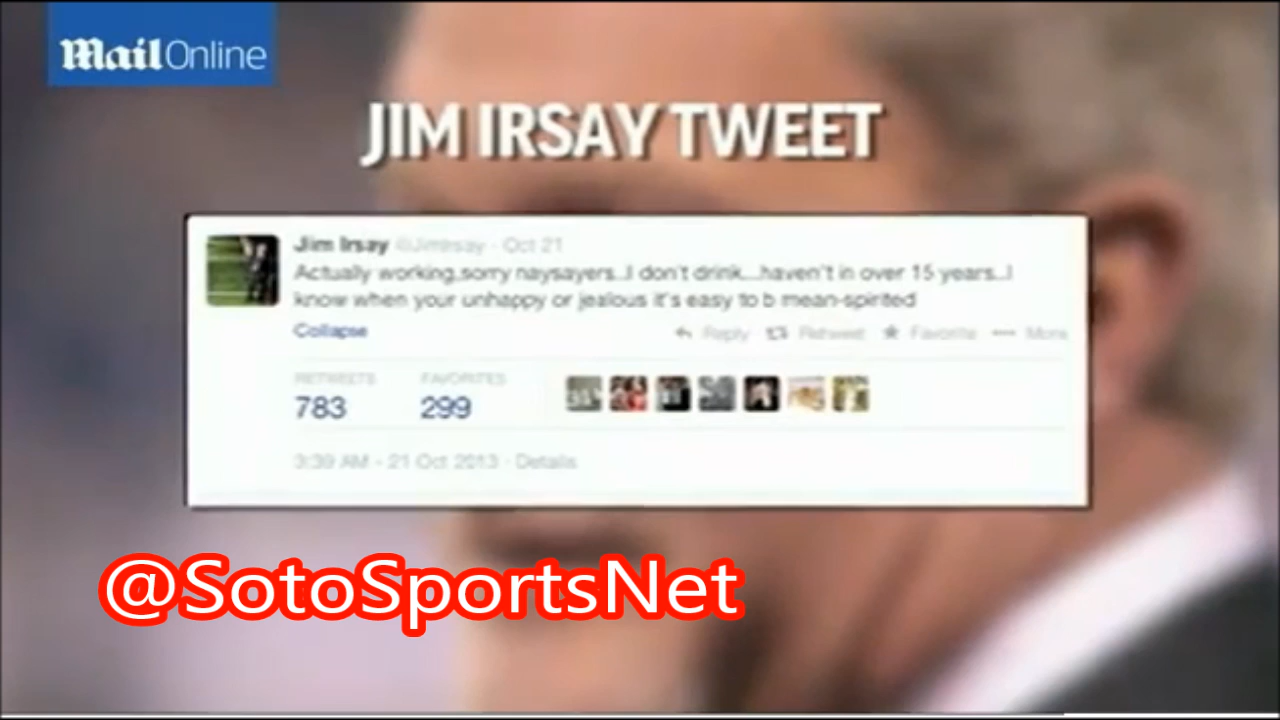 Mail Online
JIM IRSAY TWEET
Jim Irsay @JimIrsay · Oct 21
Actually working,sorry naysayers..I don't drink...haven't in over 15 years..I
know when your unhappy or jealous it's easy to b mean-spirited
Collapse
Reply Retweet Favorite More
RETWEETS FAVORITES
783 299
3:39 AM - 21 Oct 2013 · Details
@SotoSportsNet